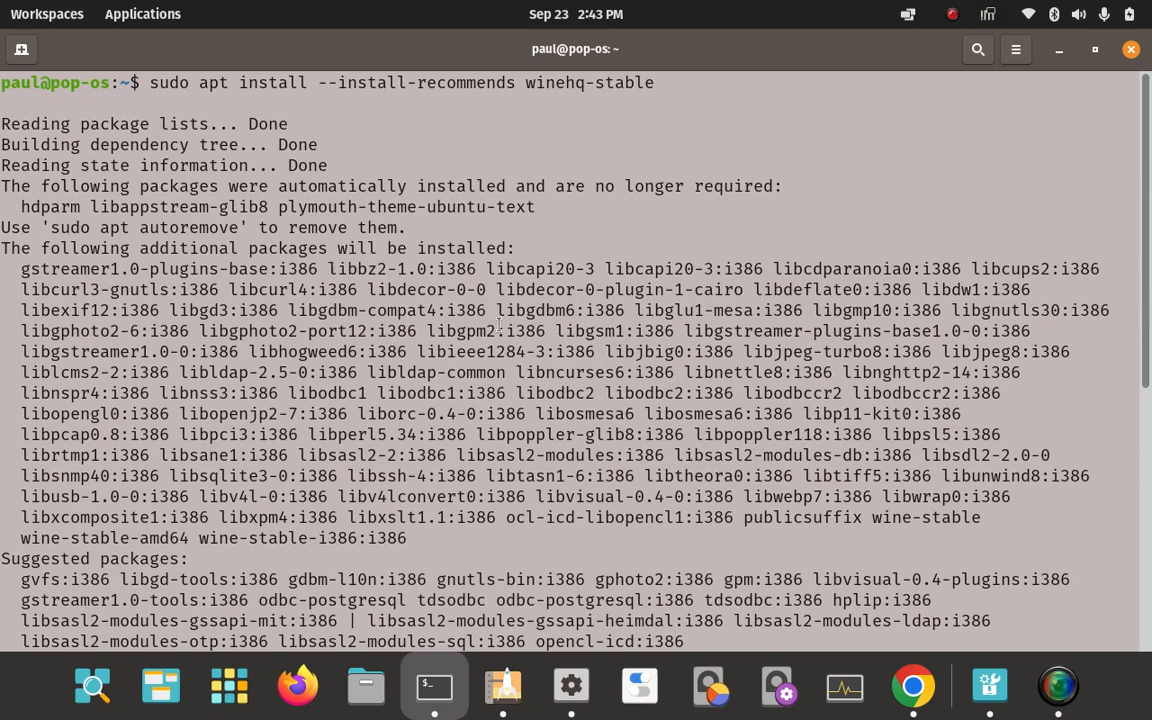 Workspaces Applications Sep 23 2:43 PM
paul@pop-os: ~
paul@pop-os:~$ sudo apt install --install-recommends winehq-stable
Reading package lists... Done
Building dependency tree... Done
Reading state information... Done
The following packages were automatically installed and are no longer required:
hdparm libappstream-glib8 plymouth-theme-ubuntu-text
Use 'sudo apt autoremove' to remove them.
The following additional packages will be installed:
gstreamer1.0-plugins-base:i386 libbz2-1.0:i386 libcapi20-3 libcapi20-3:i386 libcdparanoia0:i386 libcups2:i386
libcurl3-gnutls:i386 libcurl4:i386 libdecor-0-0 libdecor-0-plugin-1-cairo libdeflate0:i386 libdw1:i386
libexif12:i386 libgd3:i386 libgdbm-compat4:i386 libgdbm6:i386 libglu1-mesa:i386 libgmp10:i386 libgnutls30:i386
libgphoto2-6:i386 libgphoto2-port12:i386 libgpm2:i386 libgsm1:i386 libgstreamer-plugins-base1.0-0:i386
libgstreamer1.0-0:i386 libhogweed6:i386 libieee1284-3:i386 libjbig0:i386 libjpeg-turbo8:i386 libjpeg8:i386
liblcms2-2:i386 libldap-2.5-0:i386 libldap-common libncurses6:i386 libnettle8:i386 libnghttp2-14:i386
libnspr4:i386 libnss3:i386 libodbc1 libodbc1:i386 libodbc2 libodbc2:i386 libodbccr2 libodbccr2:i386
libopengl0:i386 libopenjp2-7:i386 liborc-0.4-0:i386 libosmesa6 libosmesa6:i386 libp11-kit0:i386
libpcap0.8:i386 libpci3:i386 libperl5.34:i386 libpoppler-glib8:i386 libpoppler118:i386 libpsl5:i386
librtmp1:i386 libsane1:i386 libsasl2-2:i386 libsasl2-modules:i386 libsasl2-modules-db:i386 libsdl2-2.0-0
libsnmp40:i386 libsqlite3-0:i386 libssh-4:i386 libtasn1-6:i386 libtheora0:i386 libtiff5:i386 libunwind8:i386
libusb-1.0-0:i386 libv4l-0:i386 libv4lconvert0:i386 libvisual-0.4-0:i386 libwebp7:i386 libwrap0:i386
libxcomposite1:i386 libxpm4:i386 libxslt1.1:i386 ocl-icd-libopencl1:i386 publicsuffix wine-stable
wine-stable-amd64 wine-stable-i386:i386
Suggested packages:
gvfs:i386 libgd-tools:i386 gdbm-l10n:i386 gnutls-bin:i386 gphoto2:i386 gpm:i386 libvisual-0.4-plugins:i386
gstreamer1.0-tools:i386 odbc-postgresql tdsodbc odbc-postgresql:i386 tdsodbc:i386 hplip:i386
libsasl2-modules-gssapi-mit:i386 | libsasl2-modules-gssapi-heimdal:i386 libsasl2-modules-ldap:i386
libsasl2-modules-otp:i386 libsasl2-modules-sql:i386 opencl-icd:i386